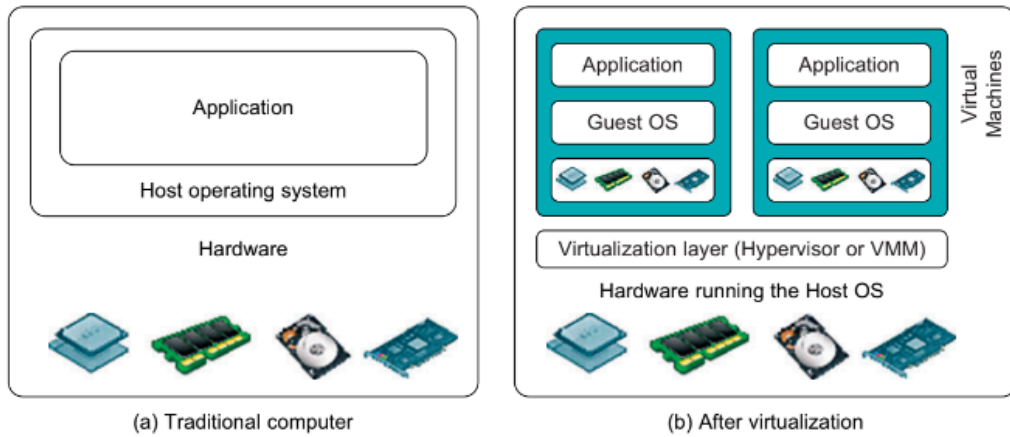 Application
Host operating system
Hardware
(a) Traditional computer
Application
Guest OS
Application
Guest OS
Virtual
Machines
Virtualization layer (Hypervisor or VMM)
Hardware running the Host OS
(b) After virtualization